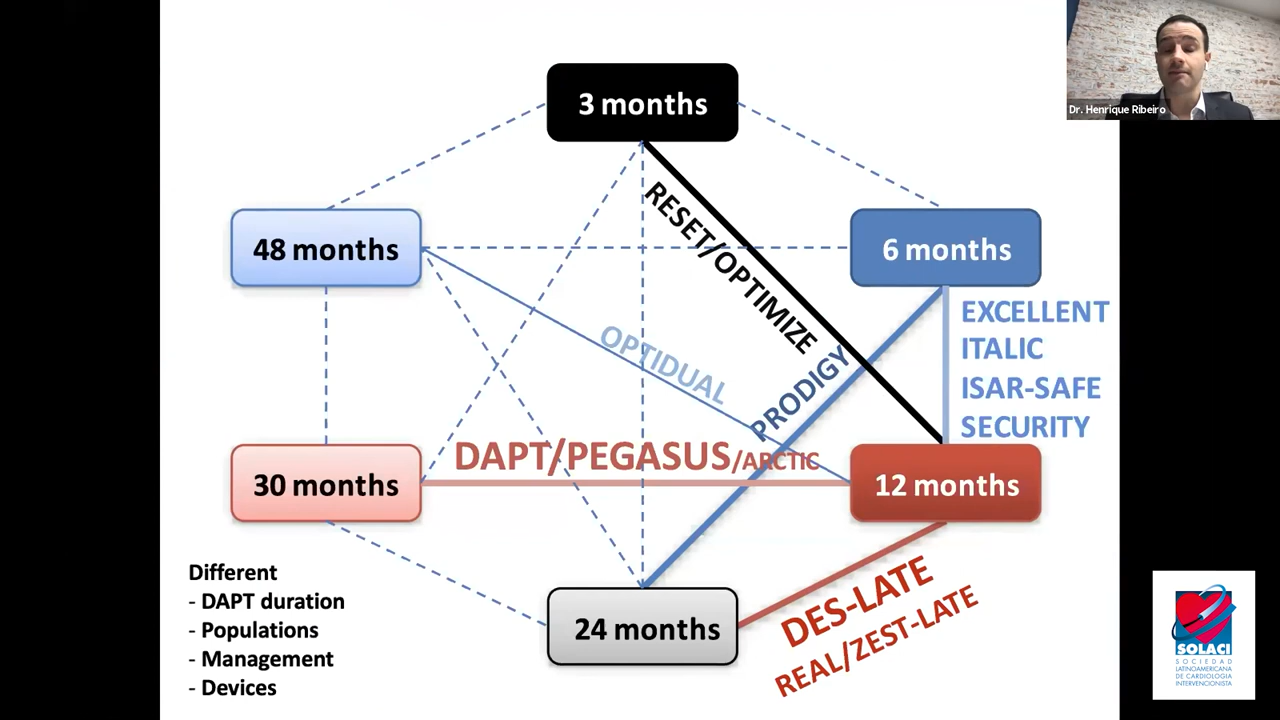 3 months
Dr. Henrique Ribeiro
48 months
6 months
RESET/OPTIMIZE
EXCELLENT
ITALIC
ISAR-SAFE
SECURITY
OPTIDUAL
PRODIGY
DAPT/PEGASUS/ARCTIC
30 months
12 months
24 months
DES-LATE
REAL/ZEST-LATE
Different
- DAPT duration
- Populations
- Management
- Devices
SOLACI
SOCIEDAD
LATINOAMERICANA
DE CARDIOLOGIA
INTERVENCIONISTA